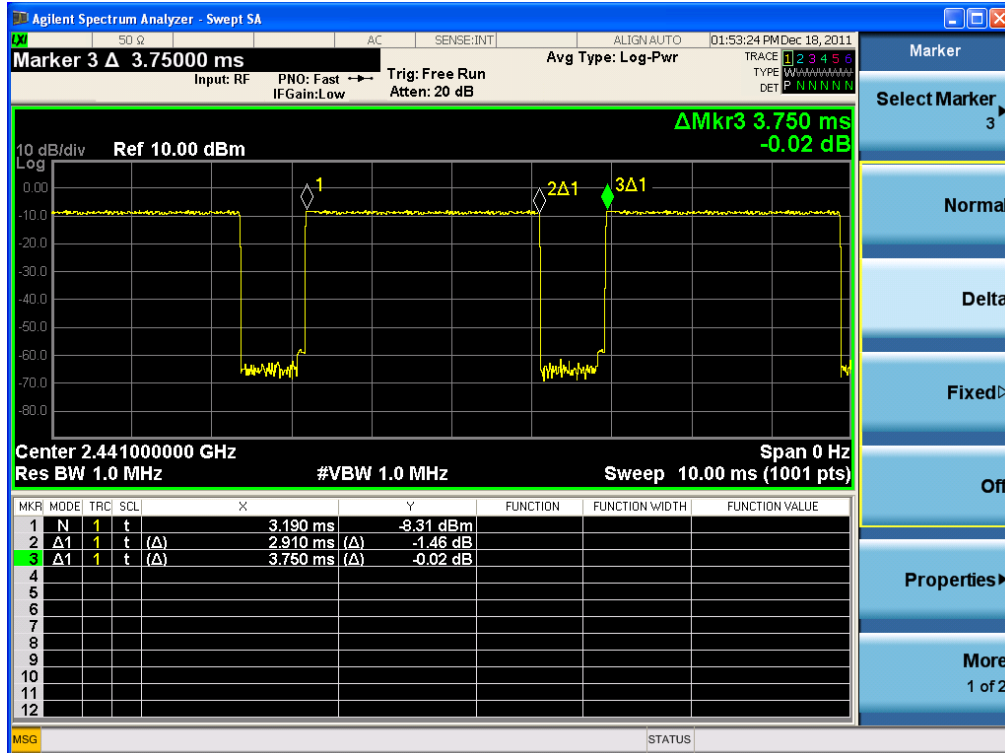 Agilent Spectrum Analyzer - Swept SA
LXI 50 Ω AC SENSE:INT ALIGN AUTO 01:53:24 PM Dec 18, 2011
Marker 3 Δ 3.75000 ms
Input: RF PNO: Fast Trig: Free Run Avg Type: Log-Pwr TRACE 1 2 3 4 5 6
IFGain:Low Atten: 20 dB TYPE
DET P N N N N N
ΔMkr3 3.750 ms
-0.02 dB
10 dB/div Ref 10.00 dBm
Log
0.00
-10.0
-20.0
-30.0
-40.0
-50.0
-60.0
-70.0
-80.0
1
2Δ1
3Δ1
Center 2.441000000 GHz Span 0 Hz
Res BW 1.0 MHz #VBW 1.0 MHz Sweep 10.00 ms (1001 pts)
MKR MODE TRC SCL X Y FUNCTION FUNCTION WIDTH FUNCTION VALUE
1 N 1 t 3.190 ms -8.31 dBm
2 Δ1 1 t (Δ) 2.910 ms (Δ) -1.46 dB
3 Δ1 1 t (Δ) 3.750 ms (Δ) -0.02 dB
4
5
6
7
8
9
10
11
12
MSG STATUS
Marker
Select Marker
3
Normal
Delta
Fixed
Off
Properties
More
1 of 2